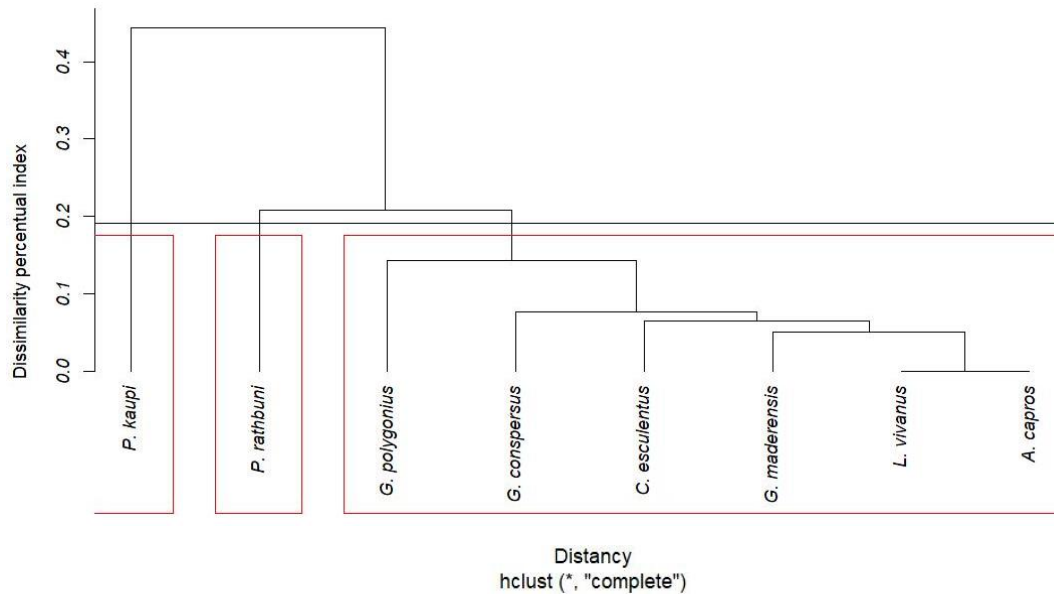 Dissimilarity percentual index
0.4
0.3
0.2
0.1
0.0
P. kaupi
P. rathbuni
G. polygonius
G. conspersus
C. esculentus
G. maderensis
L. vivanus
A. capros
Distancy
hclust (*, "complete")